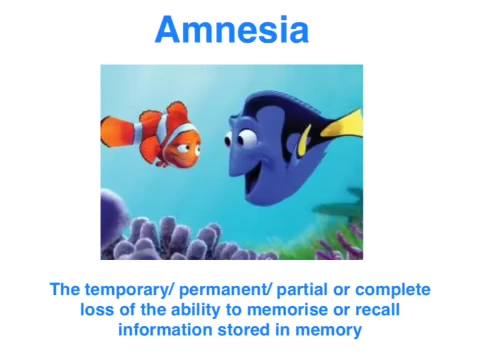 Amnesia
The temporary/ permanent/ partial or complete
loss of the ability to memorise or recall
information stored in memory